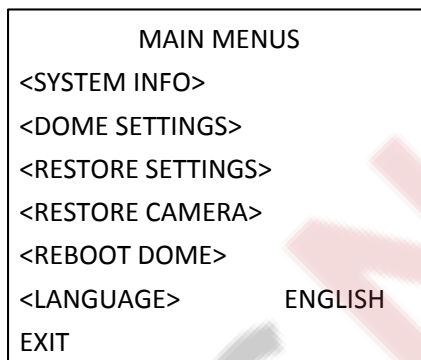 MAIN MENUS
<SYSTEM INFO>
<DOME SETTINGS>
<RESTORE SETTINGS>
<RESTORE CAMERA>
<REBOOT DOME>
<LANGUAGE> ENGLISH
EXIT